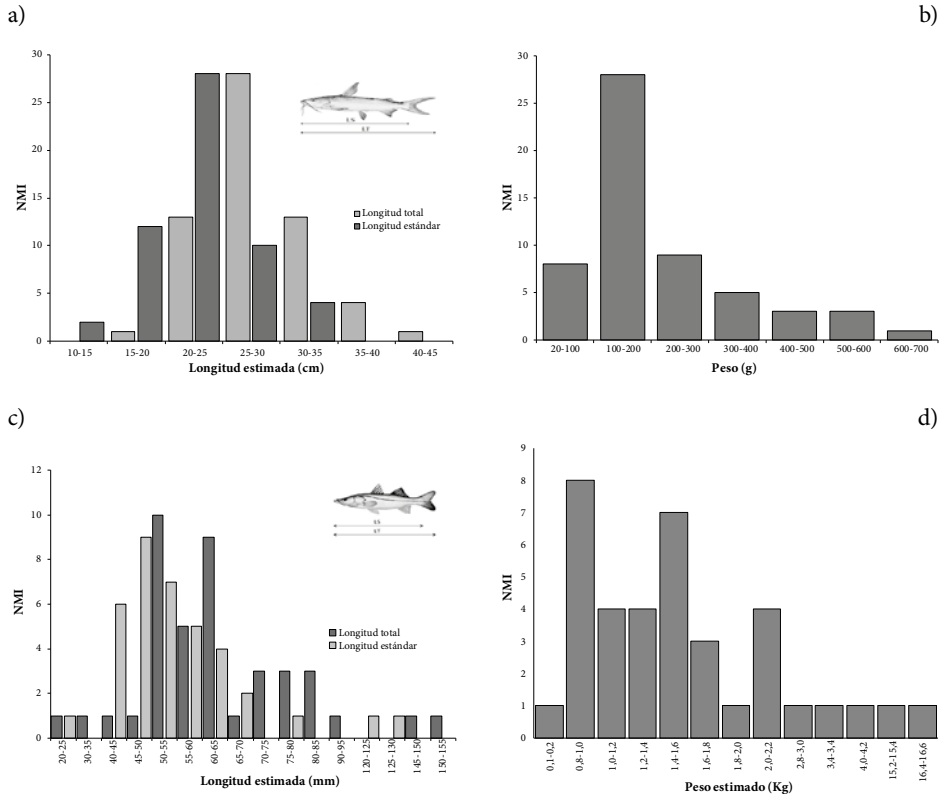 a)
b)
30
25
20
15
10
5
0
NMI
LS
LT
Longitud total
Longitud estándar
10-15 15-20 20-25 25-30 30-35 35-40 40-45
Longitud estimada (cm)
30
25
20
15
10
5
0
NMI
20-100 100-200 200-300 300-400 400-500 500-600 600-700
Peso (g)
c)
d)
12
10
8
6
4
2
0
NMI
LS
LT
Longitud total
Longitud estándar
20-25 30-35 40-45 45-50 50-55 55-60 60-65 65-70 70-75 75-80 80-85 90-95 120-125 125-130 145-150 150-155
Longitud estimada (mm)
9
8
7
6
5
4
3
2
1
0
NMI
0,1-0,2 0,8-1,0 1,0-1,2 1,2-1,4 1,4-1,6 1,6-1,8 1,8-2,0 2,0-2,2 2,8-3,0 3,4-3,4 4,0-4,2 15,2-15,4 16,4-16,6
Peso estimado (Kg)